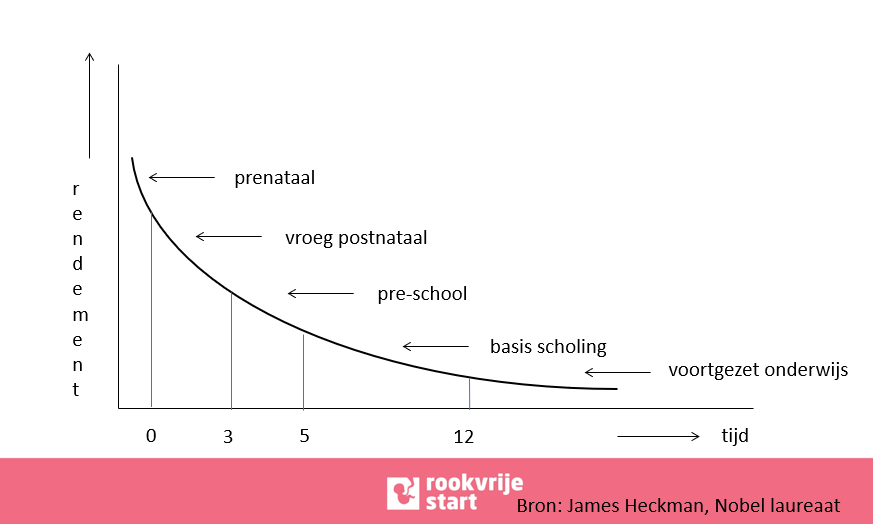 rendement
prenataal
vroeg postnataal
pre-school
basis scholing
voortgezet onderwijs
0 3 5 12 tijd
rookvrije
start
Bron: James Heckman, Nobel laureaat